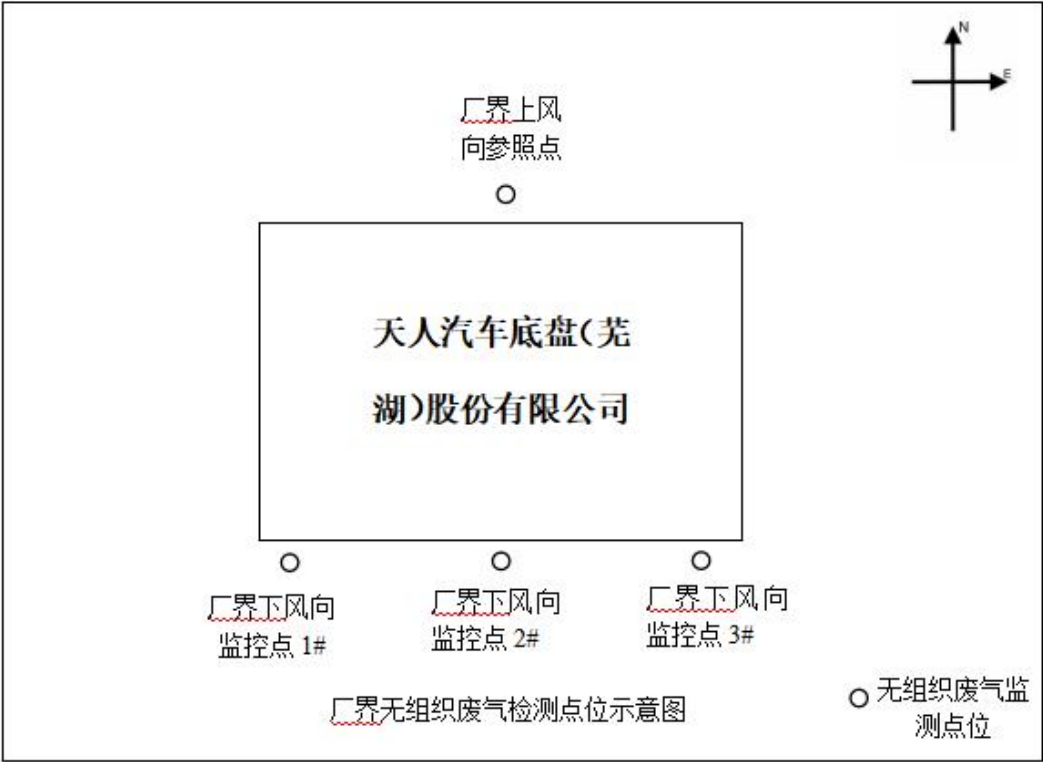 N
E
厂界上风
向参照点
天人汽车底盘（芜
湖）股份有限公司
厂界下风向
监控点 1#
厂界下风向
监控点 2#
厂界下风向
监控点 3#
厂界无组织废气检测点位示意图
无组织废气监
测点位